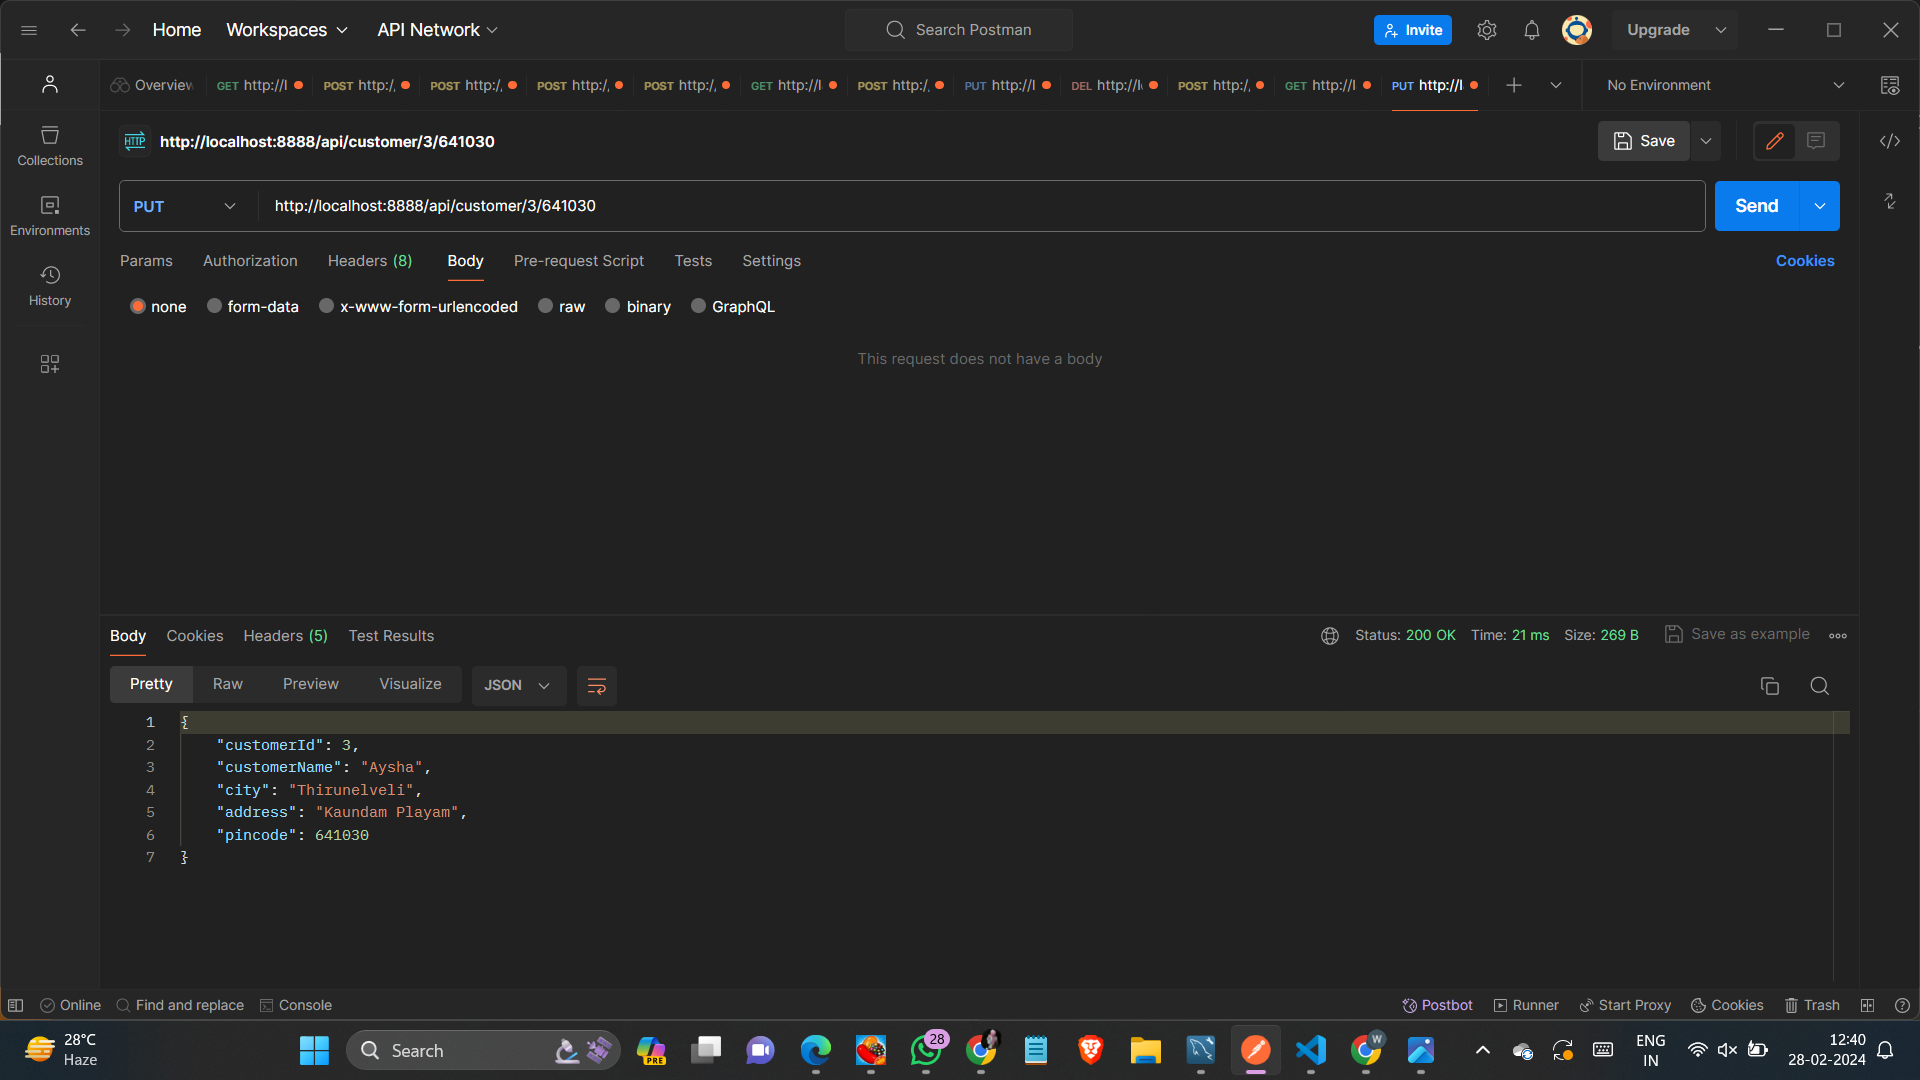 Home Workspaces API Network Search Postman Invite Upgrade
Overview GET http://l POST http:/, POST http:/, POST http:/, POST http:/, GET http://l POST http:/, PUT http://l DEL http://l POST http:/, GET http://l PUT http://l No Environment
HTTP http://localhost:8888/api/customer/3/641030 Save
Collections
PUT http://localhost:8888/api/customer/3/641030 Send
Environments
Params Authorization Headers (8) Body Pre-request Script Tests Settings Cookies
History
none form-data x-www-form-urlencoded raw binary GraphQL
This request does not have a body
Body Cookies Headers (5) Test Results Status: 200 OK Time: 21 ms Size: 269 B Save as example
Pretty Raw Preview Visualize JSON
1 {
2 "customerId": 3,
3 "customerName": "Aysha",
4 "city": "Thirunelveli",
5 "address": "Kaundam Playam",
6 "pincode": 641030
7 }
Online Find and replace Console Postbot Runner Start Proxy Cookies Trash
28°C
Haze
Search
PRE
28
W
ENG
IN
12:40
28-02-2024